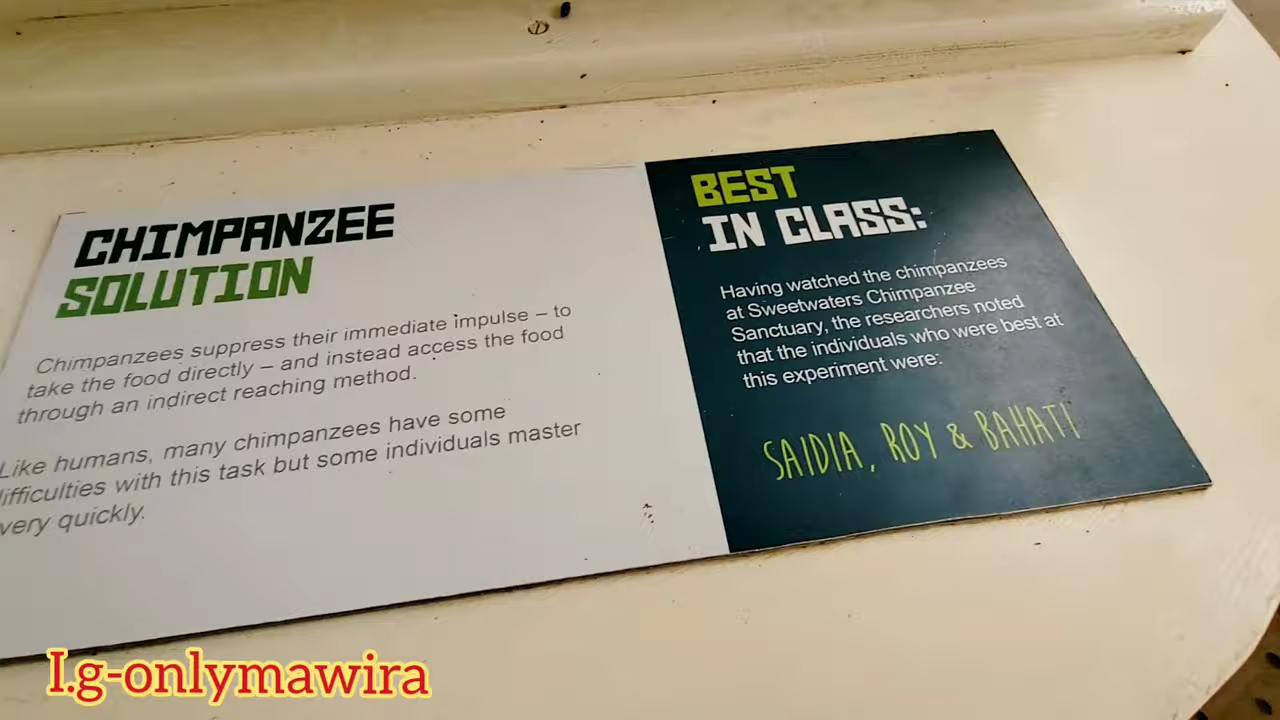 CHIMPANZEE
SOLUTION
Chimpanzees suppress their immediate impulse – to
take the food directly – and instead access the food
through an indirect reaching method.
Like humans, many chimpanzees have some
difficulties with this task but some individuals master
very quickly.
BEST
IN CLASS:
Having watched the chimpanzees
at Sweetwaters Chimpanzee
Sanctuary, the researchers noted
that the individuals who were best at
this experiment were:
SAIDIA, ROY & BAHATI
I.g-onlymawira